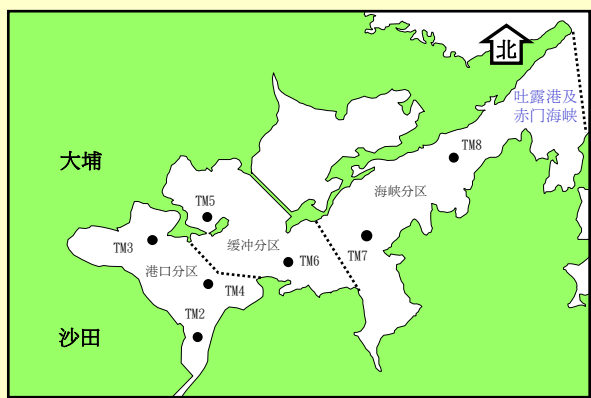 北
吐露港及
赤门海峡
TM8
大埔
海峡分区
TM5
缓冲分区
TM3
TM7
TM6
港口分区
TM4
TM2
沙田